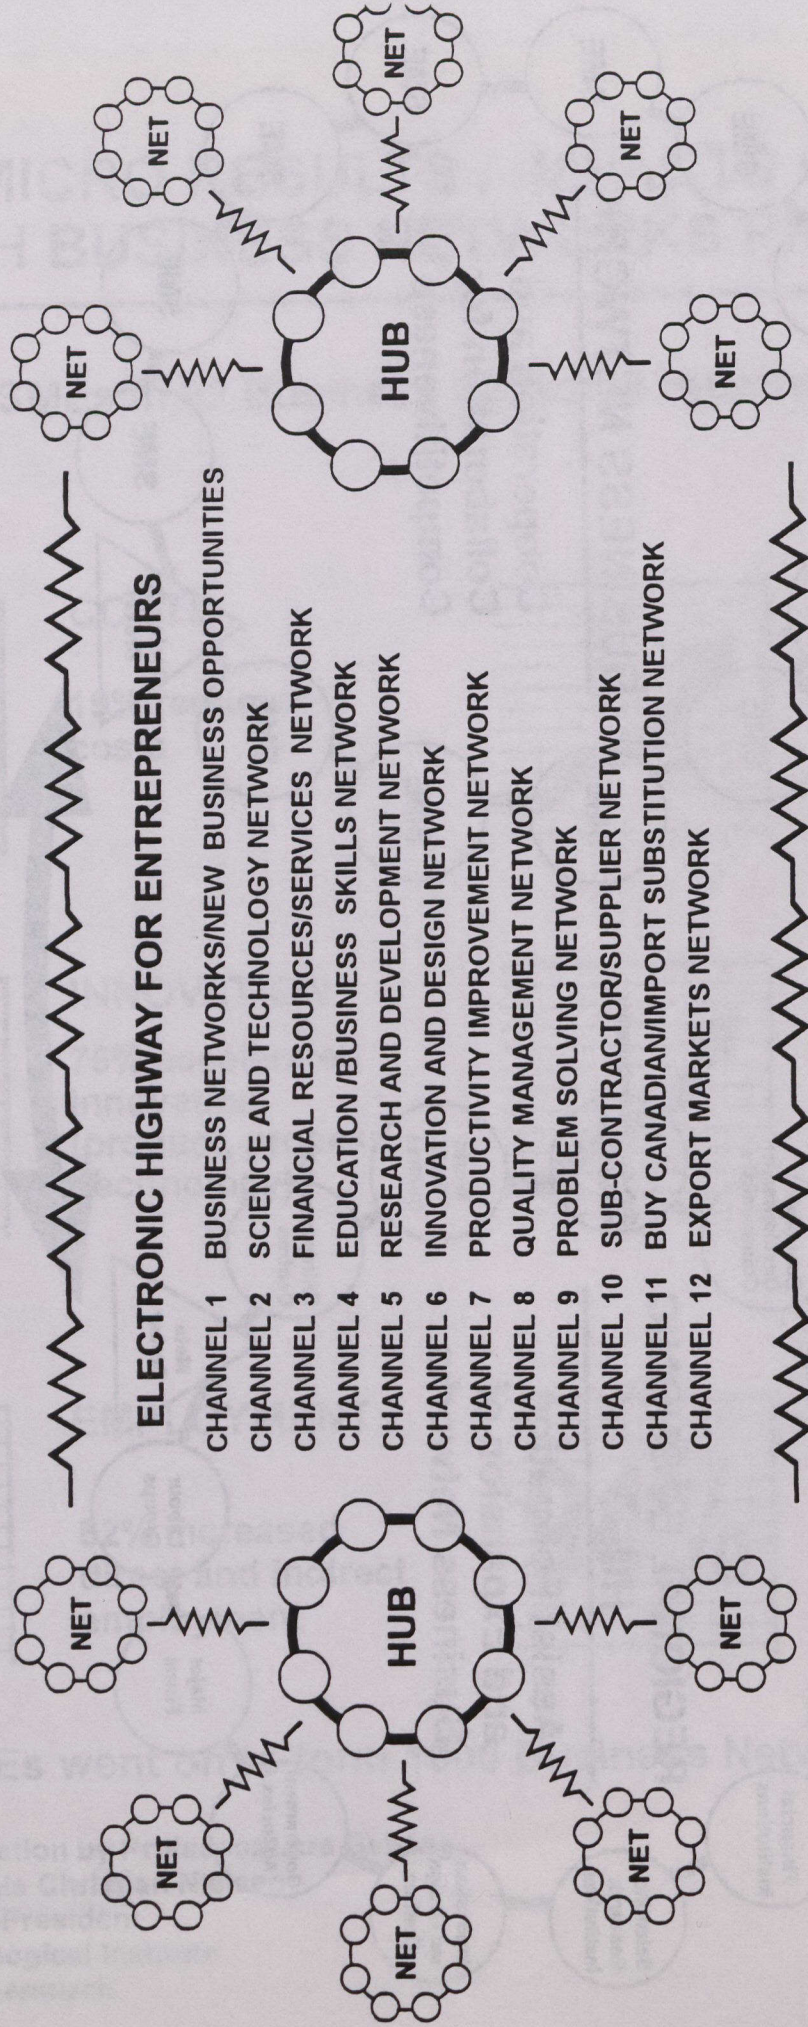 ELECTRONIC HIGHWAY FOR ENTREPRENEURS
CHANNEL 1 BUSINESS NETWORKS/NEW BUSINESS OPPORTUNITIES
CHANNEL 2 SCIENCE AND TECHNOLOGY NETWORK
CHANNEL 3 FINANCIAL RESOURCES/SERVICES NETWORK
CHANNEL 4 EDUCATION /BUSINESS SKILLS NETWORK
CHANNEL 5 RESEARCH AND DEVELOPMENT NETWORK
CHANNEL 6 INNOVATION AND DESIGN NETWORK
CHANNEL 7 PRODUCTIVITY IMPROVEMENT NETWORK
CHANNEL 8 QUALITY MANAGEMENT NETWORK
CHANNEL 9 PROBLEM SOLVING NETWORK
CHANNEL 10 SUB-CONTRACTOR/SUPPLIER NETWORK
CHANNEL 11 BUY CANADIAN/IMPORT SUBSTITUTION NETWORK
CHANNEL 12 EXPORT MARKETS NETWORK
HUB
NET
NET
NET
NET
NET
HUB
NET
NET
NET
NET
NET